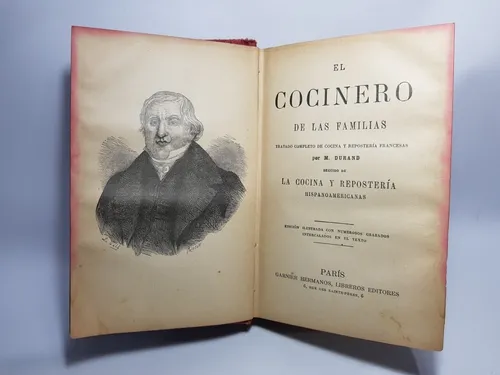 EL
COCINERO
DE LAS FAMILIAS
TRATADO COMPLETO DE COCINA Y REPOSTERÍA FRANCESAS
por M. DURAND
SEGUIDO DE
LA COCINA Y REPOSTERÍA
HISPANOAMERICANAS
EDICIÓN ILUSTRADA CON NUMEROSOS GRABADOS
INTERCALADOS EN EL TEXTO
PARÍS
GARNIER HERMANOS, LIBREROS EDITORES
6, RUE DES SAINTS-PÈRES, 6